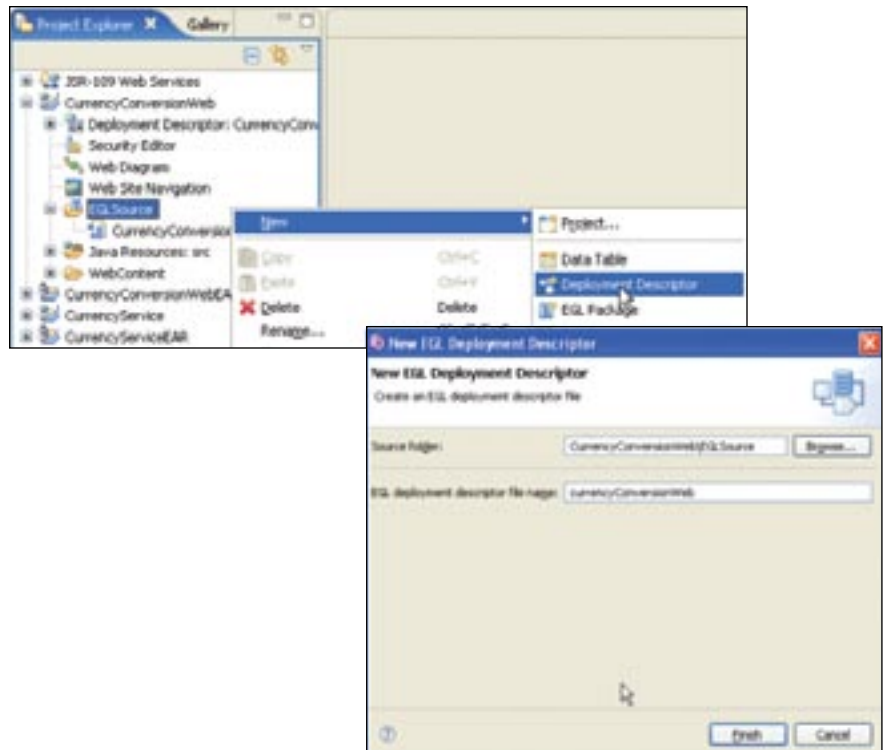 Project Explorer
Gallery
JSR-109 Web Services
CurrencyConversionWeb
Deployment Descriptor: CurrencyConv
Security Editor
Web Diagram
Web Site Navigation
EGLSource
CurrencyConversion
Java Resources: src
WebContent
CurrencyConversionWebEA
CurrencyService
CurrencyServiceEAR
New
Copy Ctrl+C
Paste Ctrl+V
Delete Delete
Rename...
Project...
Data Table
Deployment Descriptor
EGL Package
New EGL Deployment Descriptor
New EGL Deployment Descriptor
Create an EGL deployment descriptor file
Source folder: CurrencyConversionWeb\EGLSource Browse...
EGL deployment descriptor file name: currencyConversionWeb
Finish Cancel